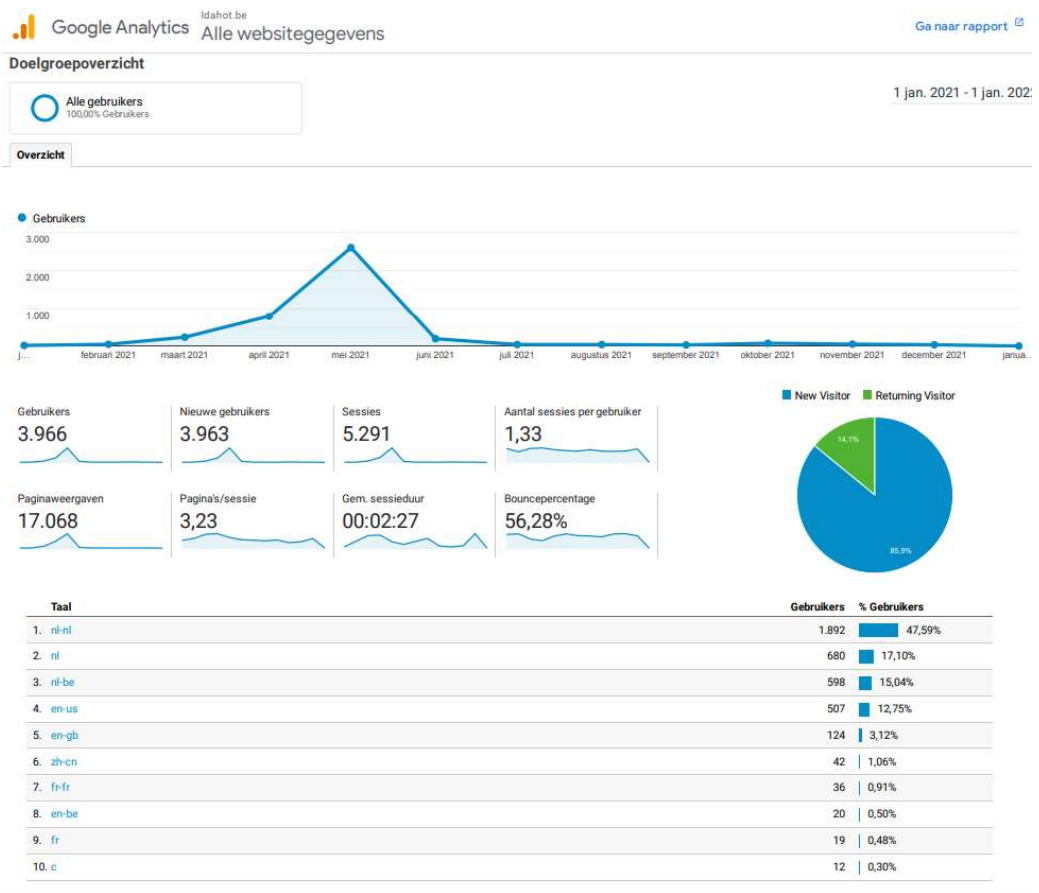 Google Analytics
Idahot.be
Alle websitegegevens
Ga naar rapport
Doelgroepoverzicht
Alle gebruikers
100,00% Gebruikers
1 jan. 2021 - 1 jan. 202
Overzicht
Gebruikers
3.000
2.000
1.000
j… februari 2021 maart 2021 april 2021 mei 2021 juni 2021 juli 2021 augustus 2021 september 2021 oktober 2021 november 2021 december 2021 janua…
New Visitor Returning Visitor
Gebruikers Nieuwe gebruikers Sessies Aantal sessies per gebruiker
3.966 3.963 5.291 1,33
14,1%
Paginaweergaven Pagina's/sessie Gem. sessieduur Bouncepercentage
17.068 3,23 00:02:27 56,28%
85,9%
Taal Gebruikers % Gebruikers
1. nl-nl 1.892 47,59%
2. nl 680 17,10%
3. nl-be 598 15,04%
4. en-us 507 12,75%
5. en-gb 124 3,12%
6. zh-cn 42 1,06%
7. fr-fr 36 0,91%
8. en-be 20 0,50%
9. fr 19 0,48%
10. c 12 0,30%